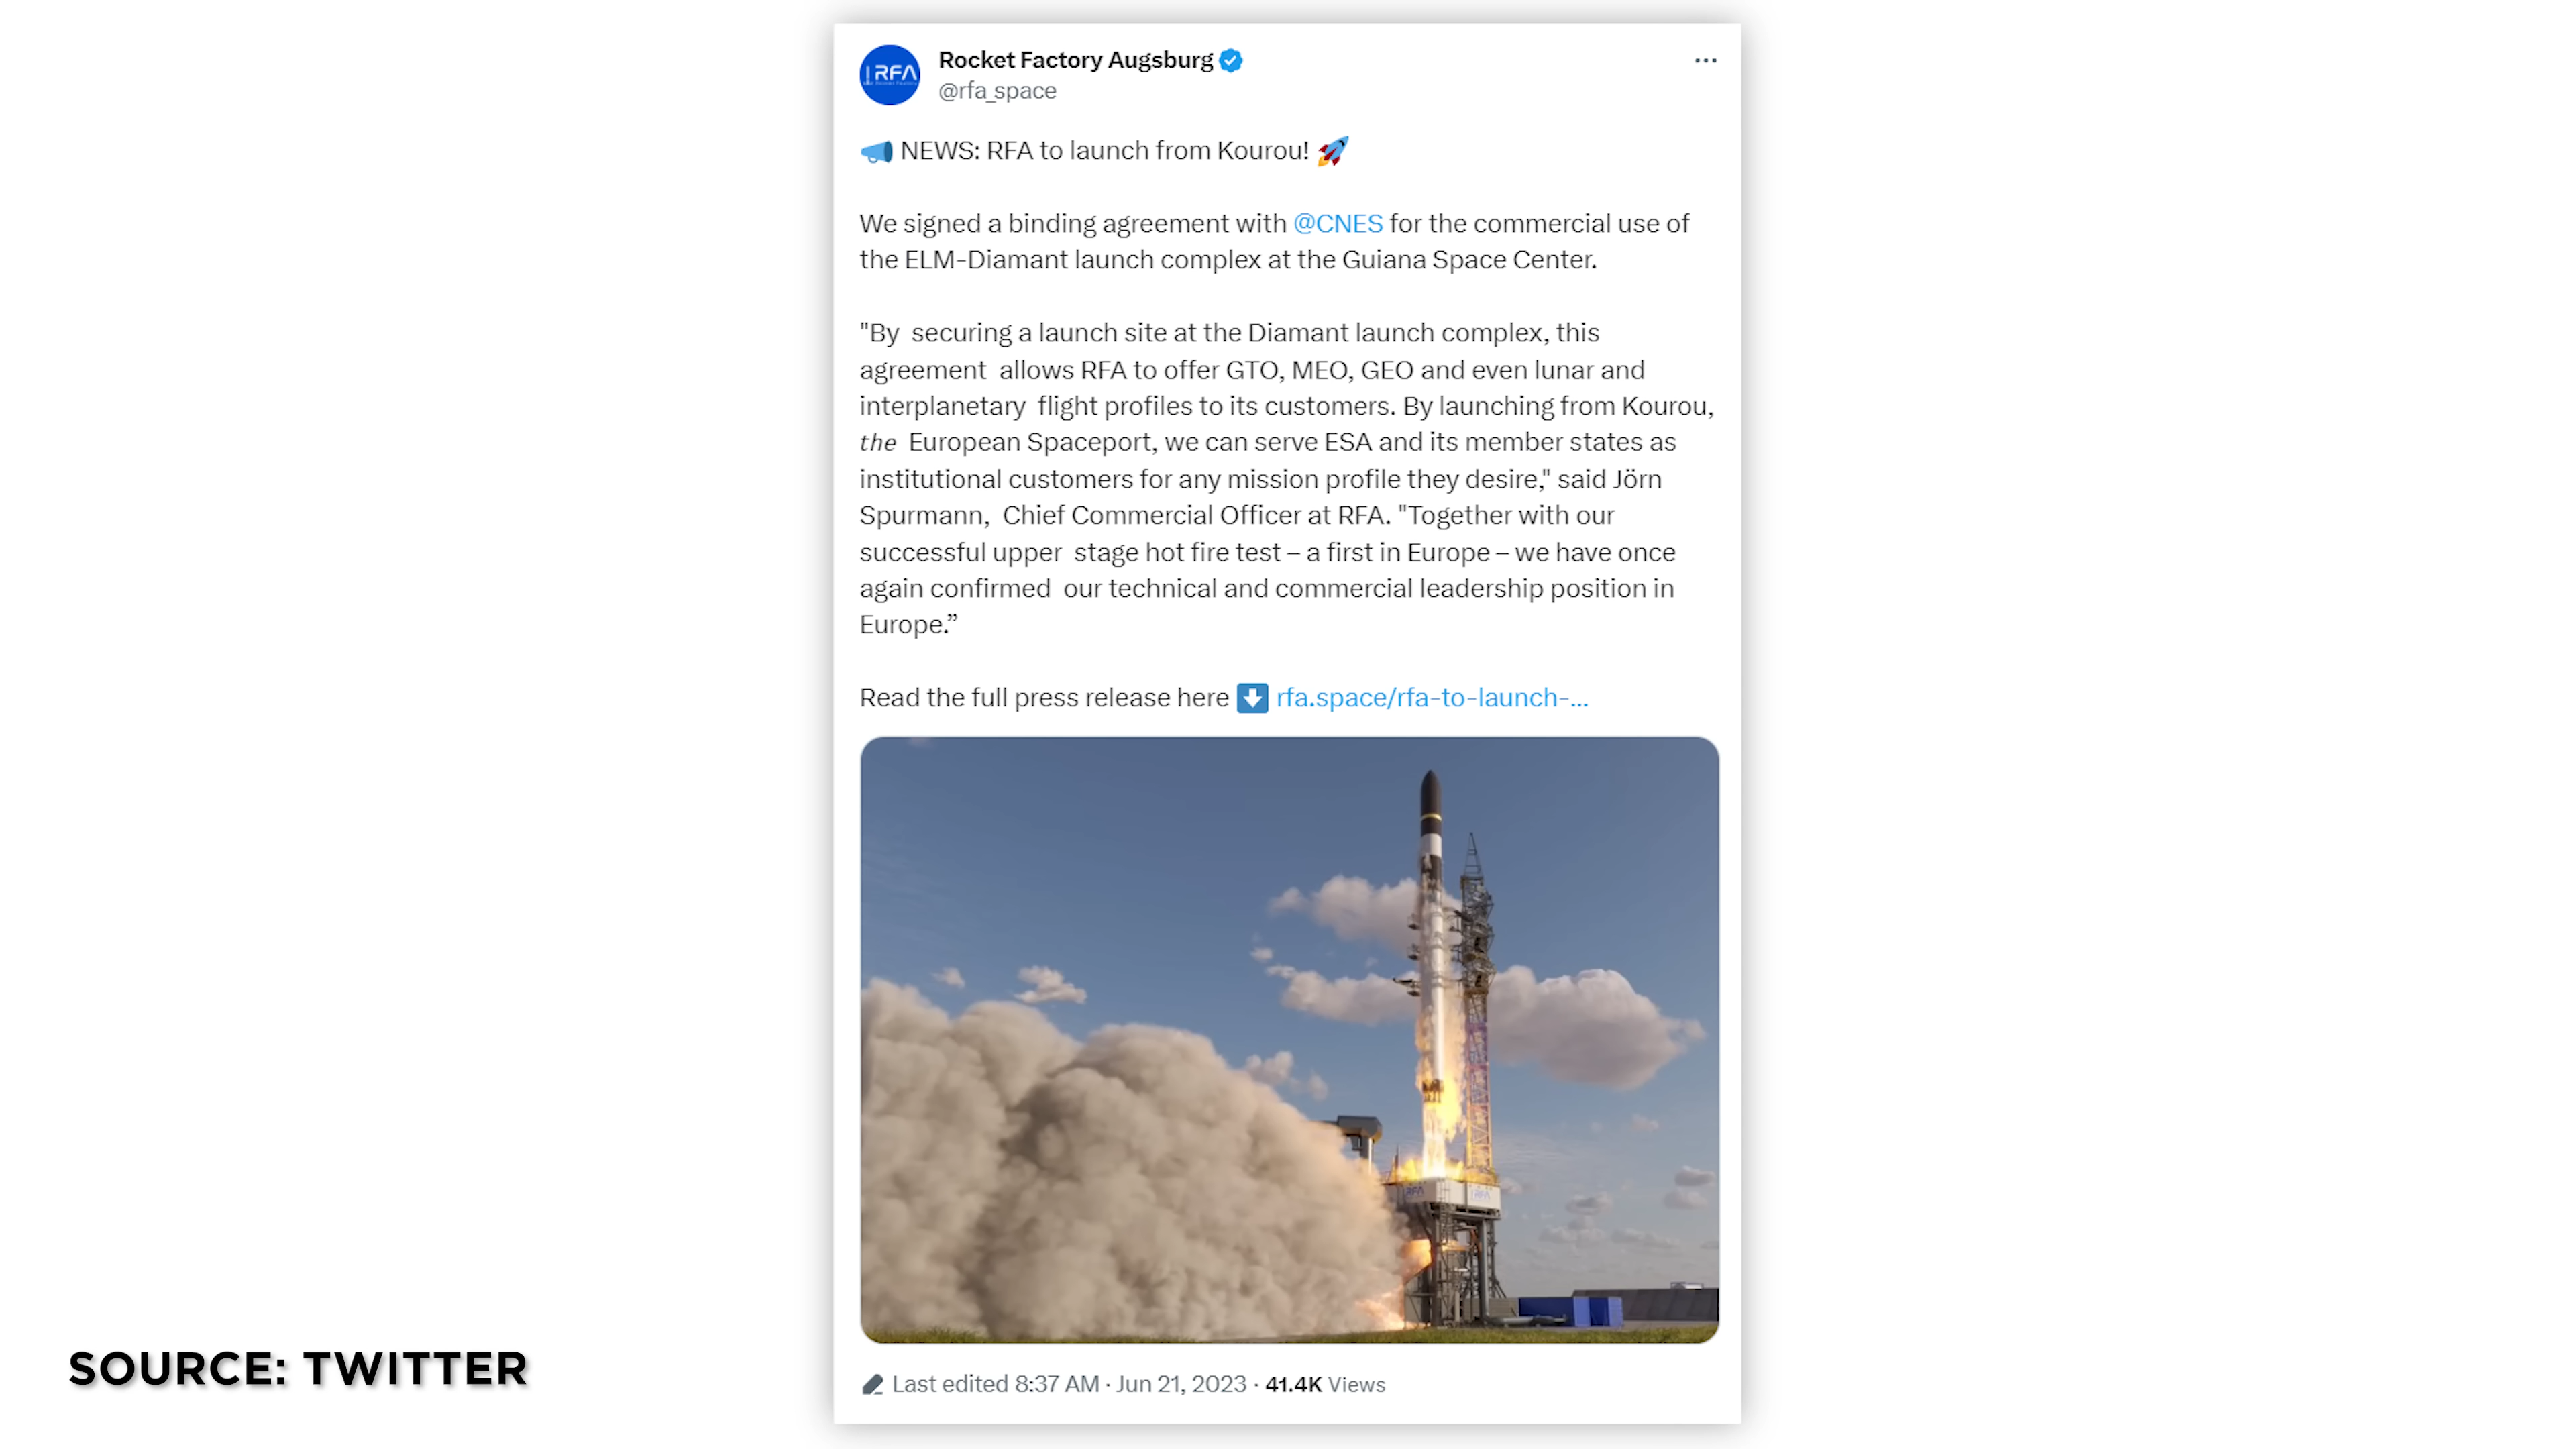 RFA
Rocket Factory Augsburg
@rfa_space
📣 NEWS: RFA to launch from Kourou! 🚀
We signed a binding agreement with @CNES for the commercial use of
the ELM-Diamant launch complex at the Guiana Space Center.
"By securing a launch site at the Diamant launch complex, this
agreement allows RFA to offer GTO, MEO, GEO and even lunar and
interplanetary flight profiles to its customers. By launching from Kourou,
the European Spaceport, we can serve ESA and its member states as
institutional customers for any mission profile they desire," said Jörn
Spurmann, Chief Commercial Officer at RFA. "Together with our
successful upper stage hot fire test – a first in Europe – we have once
again confirmed our technical and commercial leadership position in
Europe.”
Read the full press release here ⬇️ rfa.space/rfa-to-launch-...
RFA RFA
Last edited 8:37 AM · Jun 21, 2023 · 41.4K Views
SOURCE: TWITTER